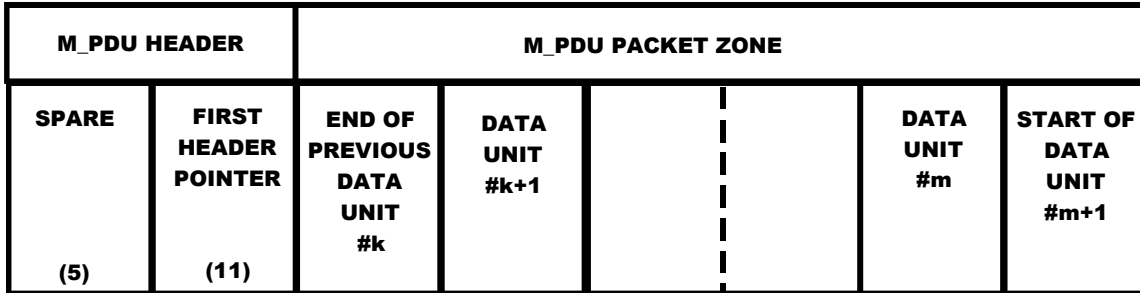 M_PDU HEADER
M_PDU PACKET ZONE
SPARE
(5)
FIRST
HEADER
POINTER
(11)
END OF
PREVIOUS
DATA
UNIT
#k
DATA
UNIT
#k+1
DATA
UNIT
#m
START OF
DATA
UNIT
#m+1